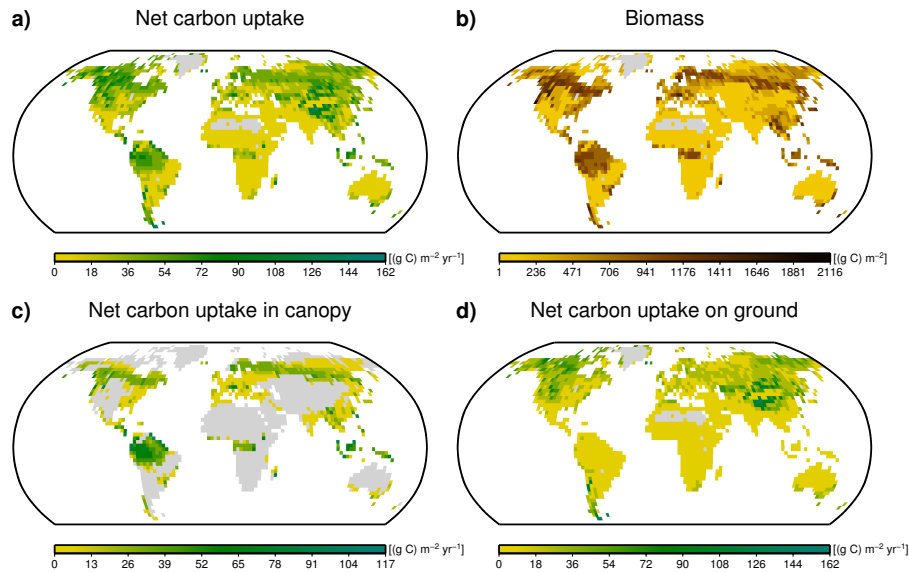 a) Net carbon uptake
b) Biomass
[(g C) m⁻² yr⁻¹]
0 18 36 54 72 90 108 126 144 162
[(g C) m⁻²]
1 236 471 706 941 1176 1411 1646 1881 2116
c) Net carbon uptake in canopy
d) Net carbon uptake on ground
[(g C) m⁻² yr⁻¹]
0 13 26 39 52 65 78 91 104 117
[(g C) m⁻² yr⁻¹]
0 18 36 54 72 90 108 126 144 162